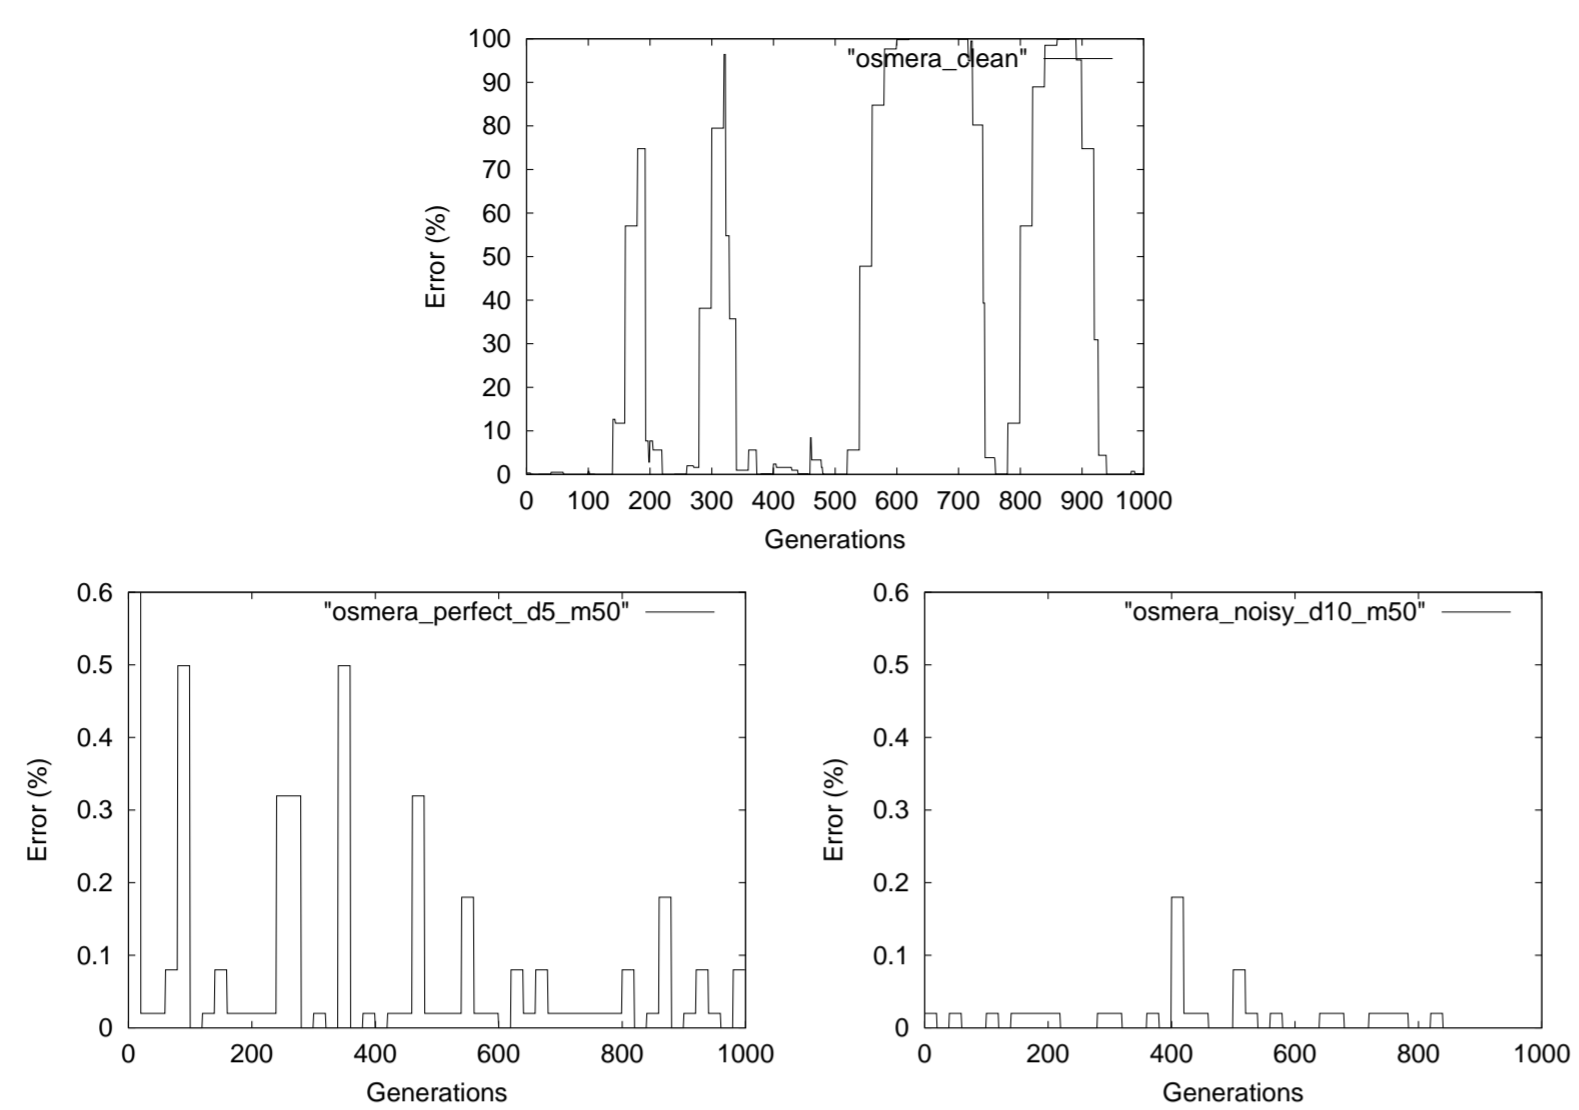 "osmera_clean"
100
90
80
70
60
50
40
30
20
10
0
Error (%)
0 100 200 300 400 500 600 700 800 900 1000
Generations
"osmera_perfect_d5_m50"
0.6
0.5
0.4
0.3
0.2
0.1
0
Error (%)
0 200 400 600 800 1000
Generations
"osmera_noisy_d10_m50"
0.6
0.5
0.4
0.3
0.2
0.1
0
Error (%)
0 200 400 600 800 1000
Generations